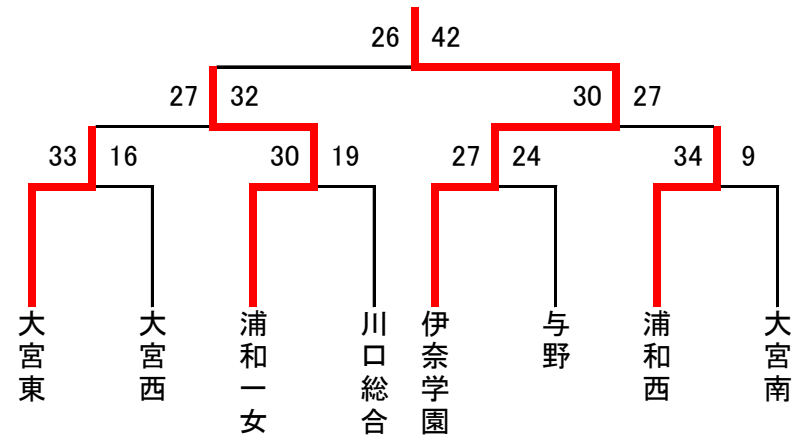 26 42
27 32 30 27
33 16 30 19 27 24 34 9
大宮東
大宮西
浦和一女
川口総合
伊奈学園
与野
浦和西
大宮南